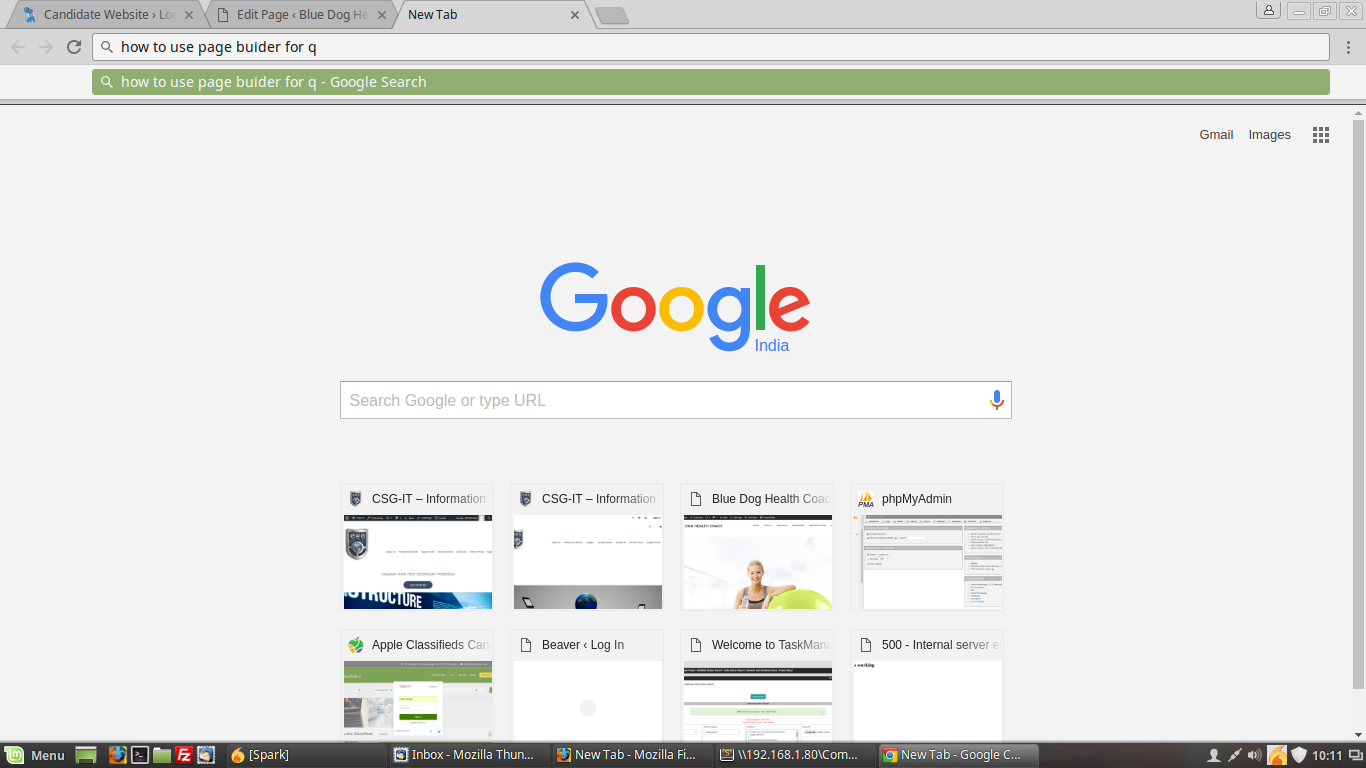 Candidate Website › Lo
Edit Page ‹ Blue Dog He
New Tab
how to use page buider for q
how to use page buider for q - Google Search
Gmail
Images
Google
India
Search Google or type URL
CSG-IT – Information
CSG-IT – Information
Blue Dog Health Coac
PMA
phpMyAdmin
Apple Classifieds Can
Beaver ‹ Log In
Welcome to TaskMana
500 - Internal server e
s working
Menu
[Spark]
Inbox - Mozilla Thun...
New Tab - Mozilla Fi...
\\192.168.1.80\Com...
New Tab - Google C...
10:11